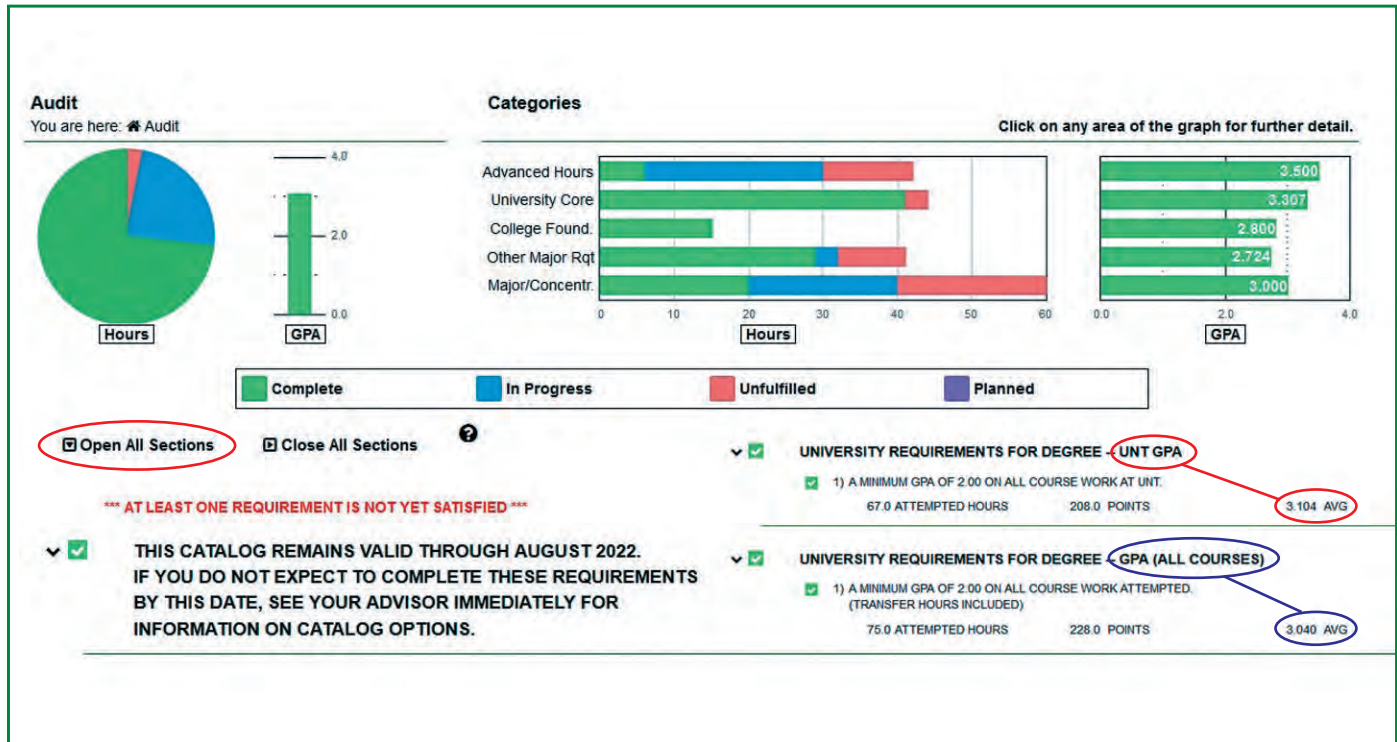 Audit
You are here: Audit
4.0
2.0
0.0
Hours
GPA
Categories
Click on any area of the graph for further detail.
Advanced Hours
University Core
College Found.
Other Major Rqt
Major/Concentr.
0 10 20 30 40 50 60
Hours
3.500
3.307
2.800
2.724
3.000
0.0 2.0 4.0
GPA
Complete In Progress Unfulfilled Planned
Open All Sections Close All Sections ?
*** AT LEAST ONE REQUIREMENT IS NOT YET SATISFIED ***
THIS CATALOG REMAINS VALID THROUGH AUGUST 2022.
IF YOU DO NOT EXPECT TO COMPLETE THESE REQUIREMENTS
BY THIS DATE, SEE YOUR ADVISOR IMMEDIATELY FOR
INFORMATION ON CATALOG OPTIONS.
UNIVERSITY REQUIREMENTS FOR DEGREE – UNT GPA
1) A MINIMUM GPA OF 2.00 ON ALL COURSE WORK AT UNT.
67.0 ATTEMPTED HOURS 208.0 POINTS 3.104 AVG
UNIVERSITY REQUIREMENTS FOR DEGREE – GPA (ALL COURSES)
1) A MINIMUM GPA OF 2.00 ON ALL COURSE WORK ATTEMPTED.
(TRANSFER HOURS INCLUDED)
75.0 ATTEMPTED HOURS 228.0 POINTS 3.040 AVG